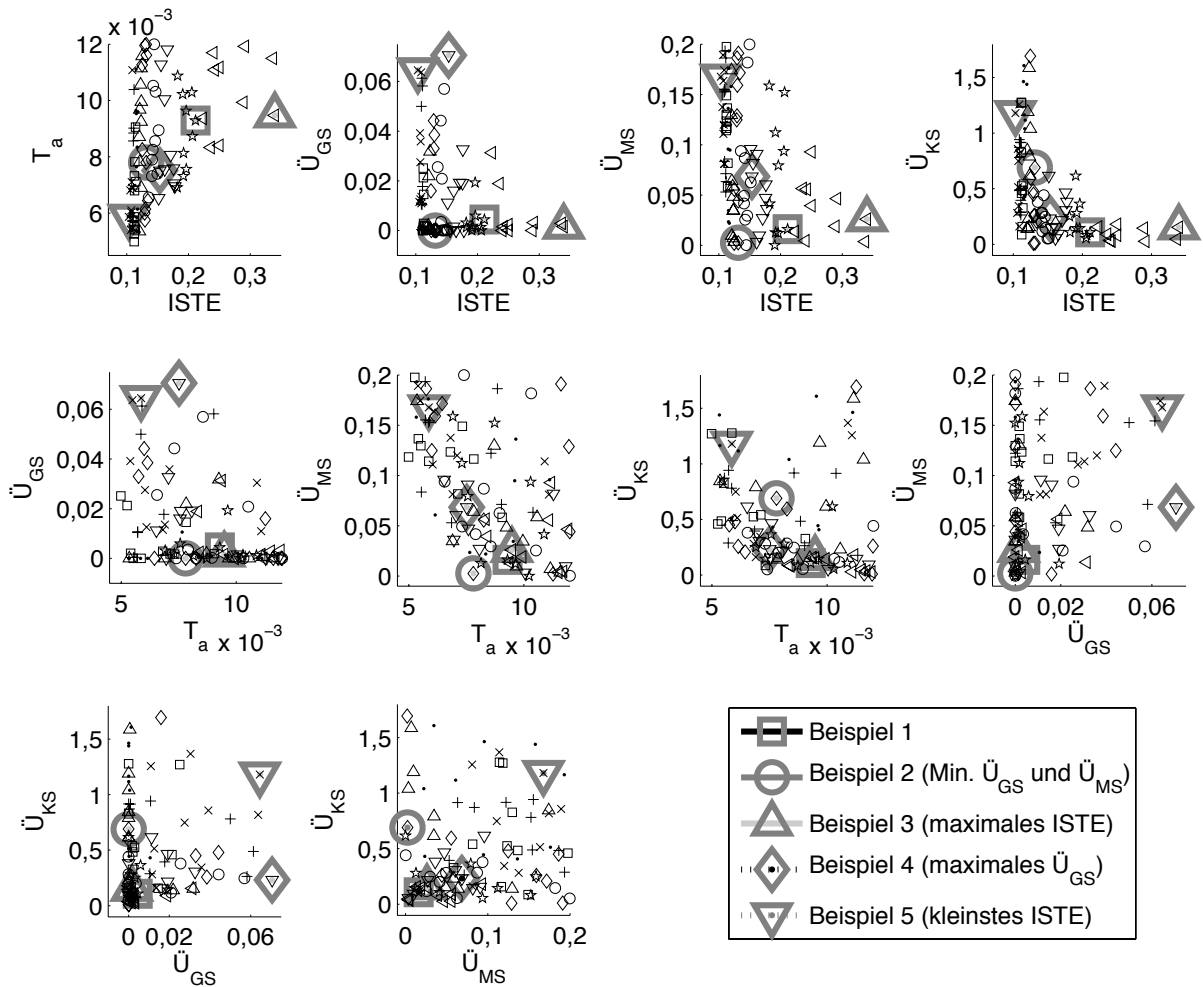 x 10⁻³
12
10
8
6
T_a
0,1 0,2 0,3
ISTE
0,06
0,04
0,02
0
Ü_GS
0,1 0,2 0,3
ISTE
0,2
0,15
0,1
0,05
0
Ü_MS
0,1 0,2 0,3
ISTE
1,5
1
0,5
0
Ü_KS
0,1 0,2 0,3
ISTE
0,06
0,04
0,02
0
Ü_GS
5 10
T_a x 10⁻³
0,2
0,15
0,1
0,05
0
Ü_MS
5 10
T_a x 10⁻³
1,5
1
0,5
0
Ü_KS
5 10
T_a x 10⁻³
0,2
0,15
0,1
0,05
0
Ü_MS
0 0,02 0,06
Ü_GS
1,5
1
0,5
0
Ü_KS
0 0,02 0,06
Ü_GS
1,5
1
0,5
0
Ü_KS
0 0,1 0,2
Ü_MS
Beispiel 1
Beispiel 2 (Min. Ü_GS und Ü_MS)
Beispiel 3 (maximales ISTE)
Beispiel 4 (maximales Ü_GS)
Beispiel 5 (kleinstes ISTE)